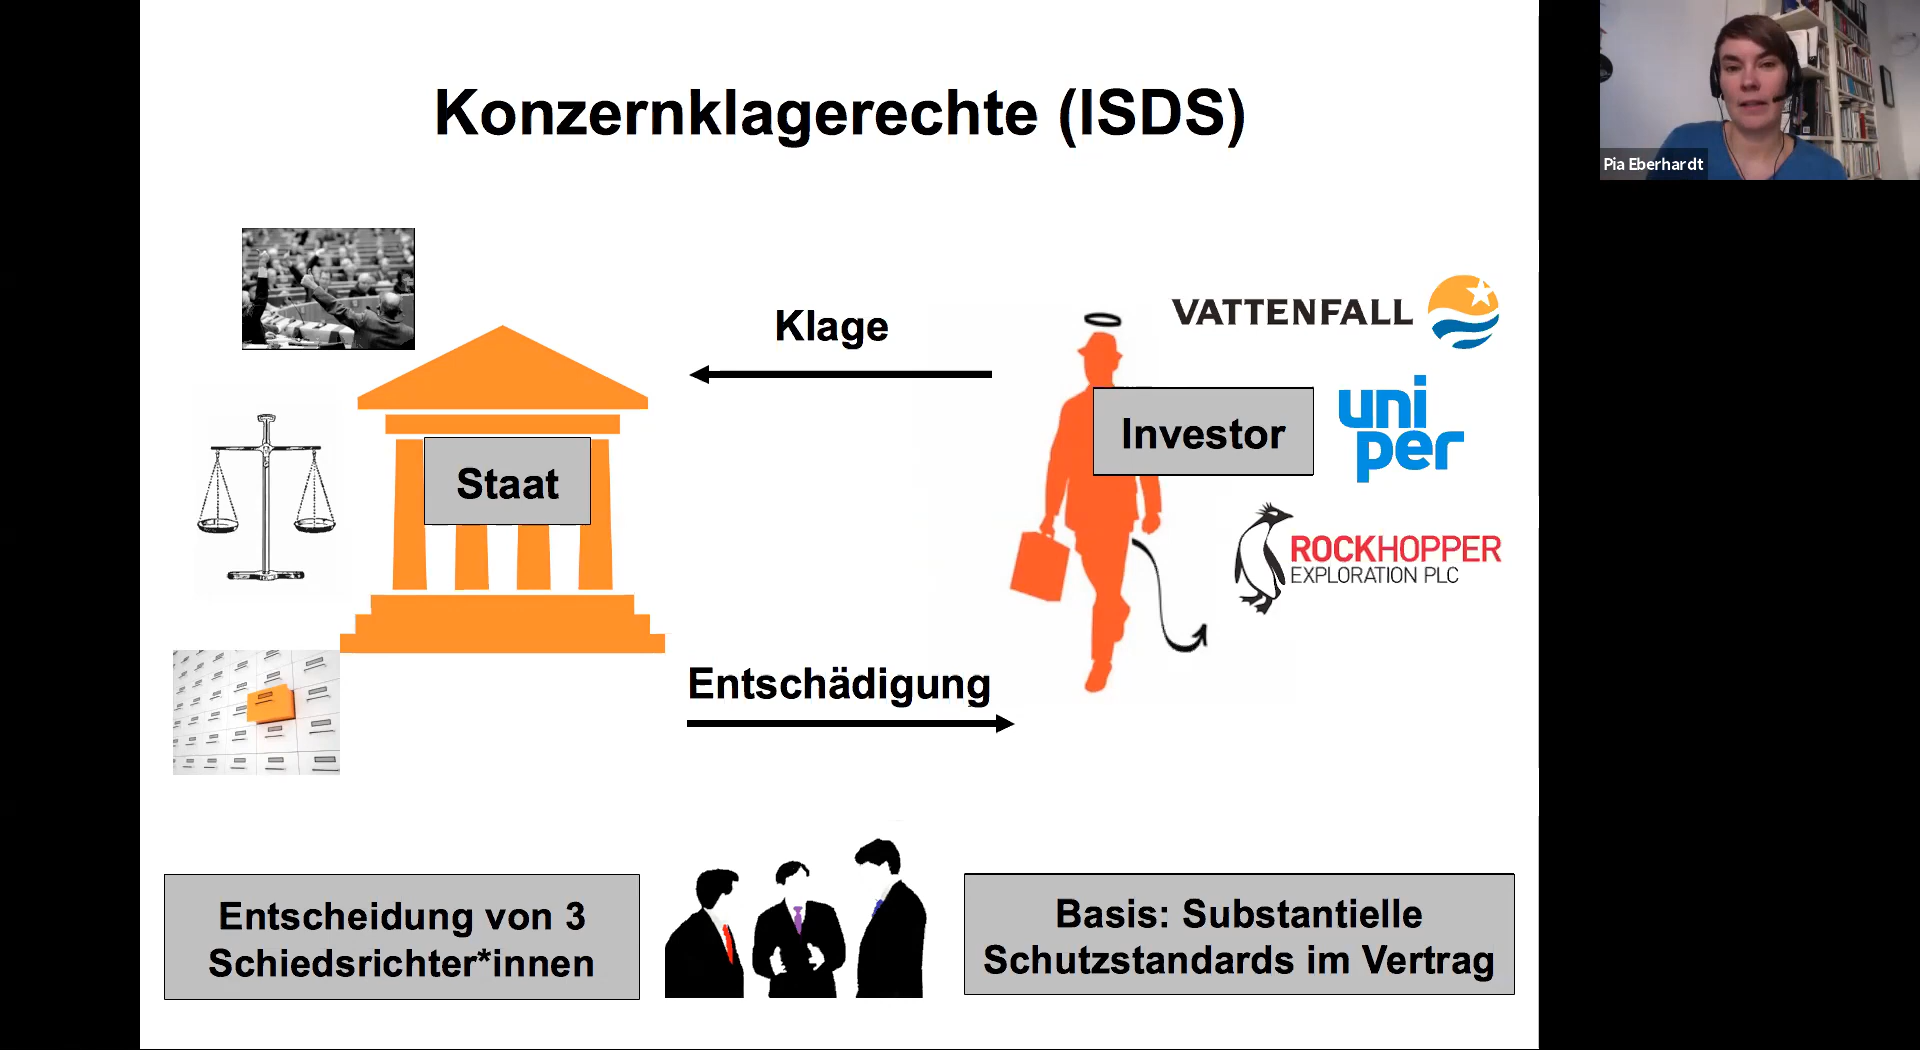 Konzernklagerechte (ISDS)
Pia Eberhardt
Klage
VATTENFALL
Investor
uni
per
Staat
ROCKHOPPER
EXPLORATION PLC
Entschädigung
Entscheidung von 3
Schiedsrichter*innen
Basis: Substantielle
Schutzstandards im Vertrag